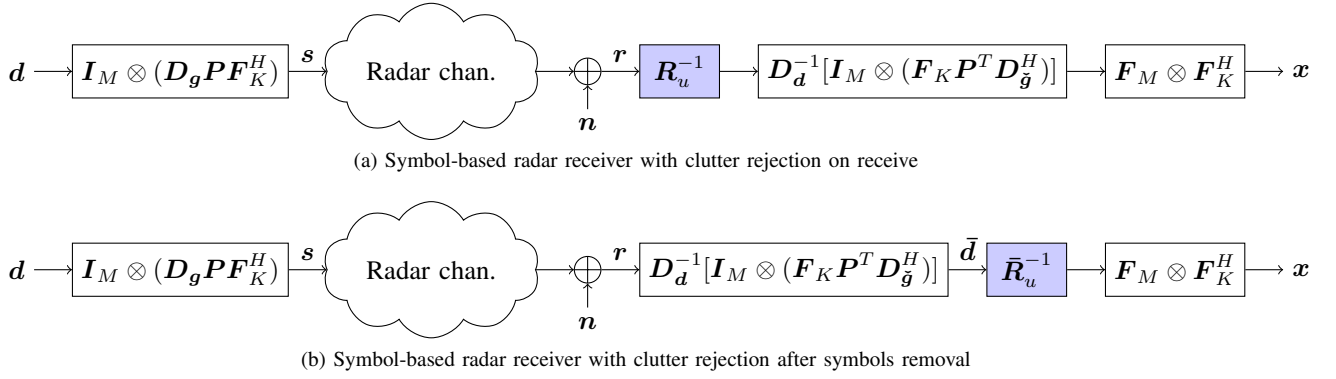 d I_M ⊗ (D_g P F_K^H) s Radar chan. n r R_u^{-1} D_d^{-1}[I_M ⊗ (F_K P^T D_ǧ^H)] F_M ⊗ F_K^H x
(a) Symbol-based radar receiver with clutter rejection on receive
d I_M ⊗ (D_g P F_K^H) s Radar chan. n r D_d^{-1}[I_M ⊗ (F_K P^T D_ǧ^H)] d̄ R̄_u^{-1} F_M ⊗ F_K^H x
(b) Symbol-based radar receiver with clutter rejection after symbols removal